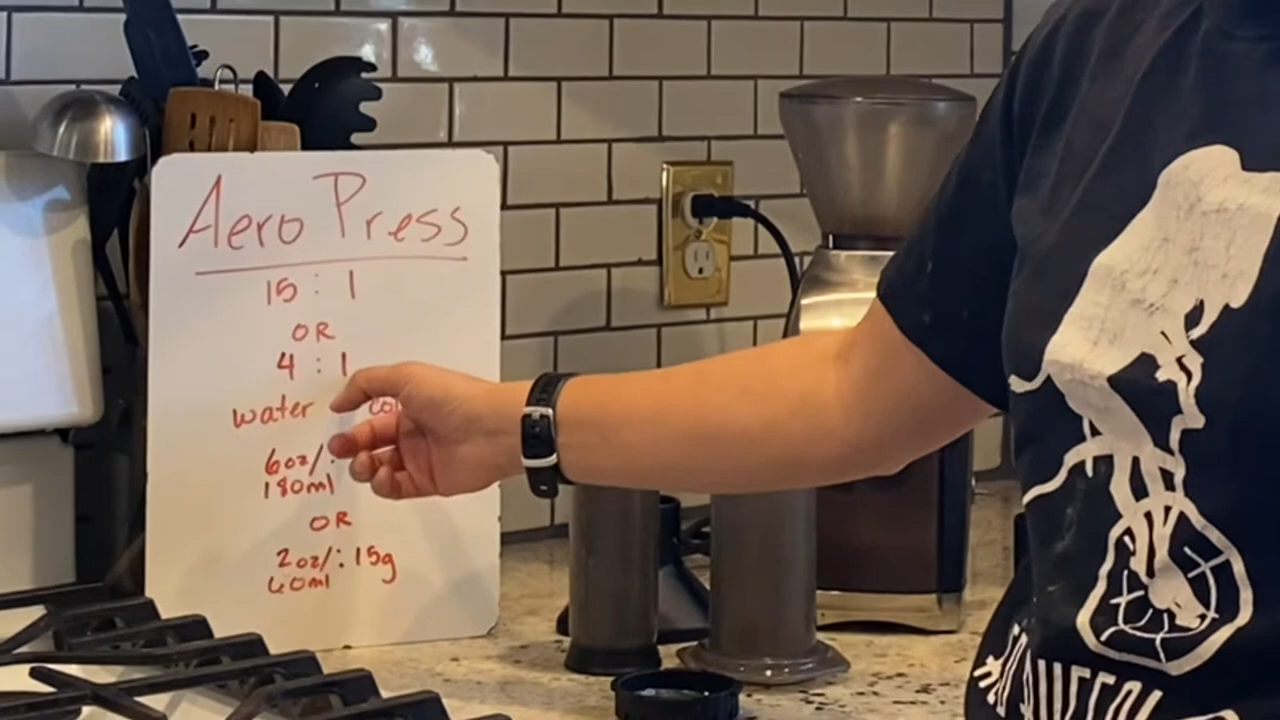 Aero Press
15 : 1
OR
4 : 1
water
6oz/:
180ml
OR
2oz/: 15g
60ml